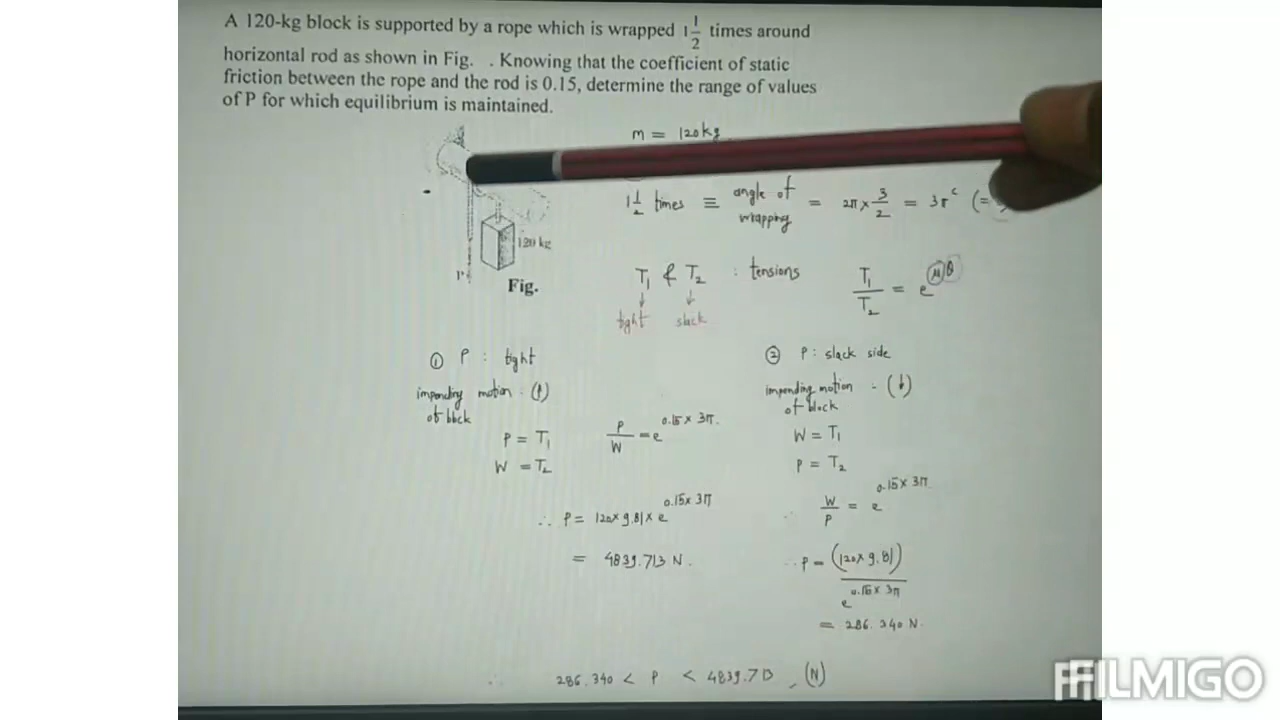 A 120-kg block is supported by a rope which is wrapped 1 1/2 times around
horizontal rod as shown in Fig. . Knowing that the coefficient of static
friction between the rope and the rod is 0.15, determine the range of values
of P for which equilibrium is maintained.
m = 120kg
1 1/2 times ≡ angle of wrapping = 2π × 3/2 = 3π^c (=
120 kg
P
Fig.
T₁ & T₂ : tensions
tight slack
T₁/T₂ = e^μθ
① P : tight
impending motion : (↑)
of block
P = T₁
W = T₂
P/W = e^0.15 × 3π.
∴ P = 120 × 9.81 × e^0.15 × 3π
= 4839.713 N.
② P : slack side
impending motion : (↓)
of block
W = T₁
P = T₂
∴ W/P = e^0.15 × 3π
∴ P = (120 × 9.81)/e^0.15 × 3π
= 286.340 N.
∴ 286.340 < P < 4839.713, (N)
FILMIGO